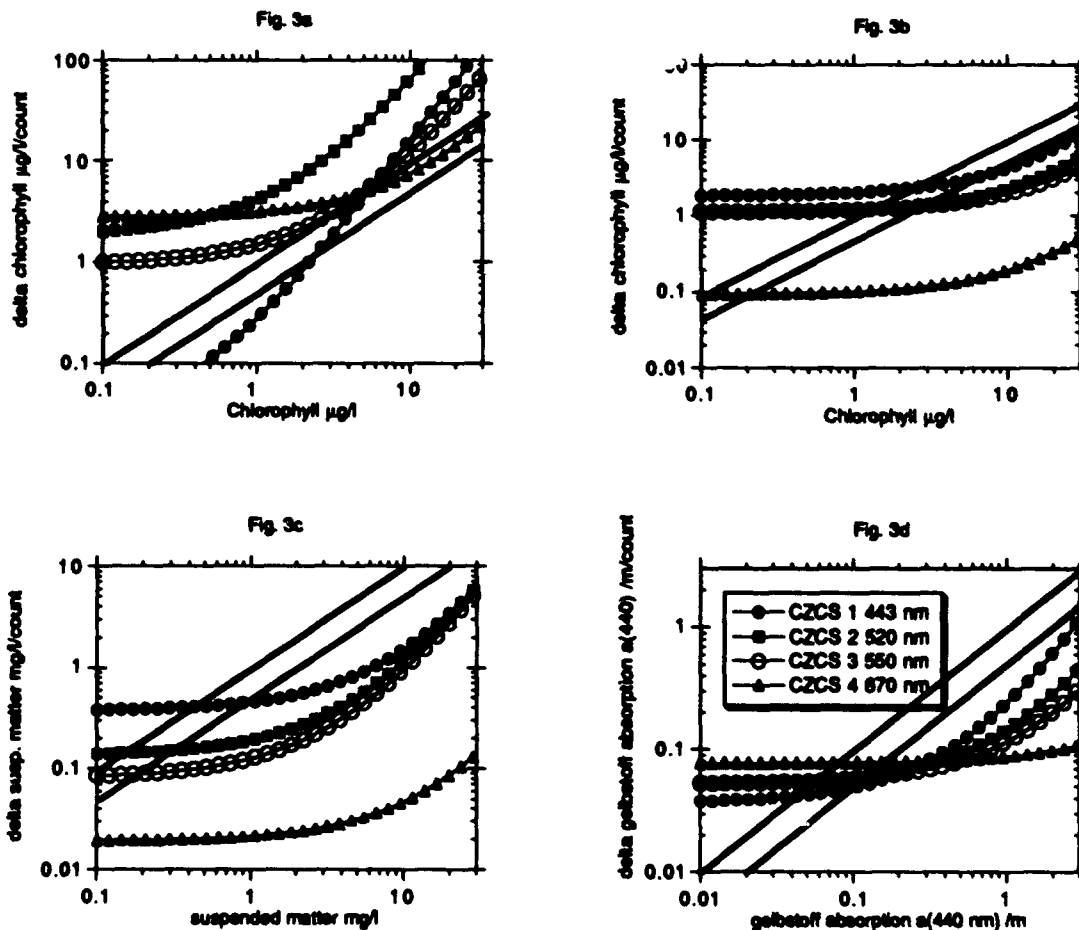 Fig. 3a
delta chlorophyll µg/l/count
100
10
1
0.1
0.1 1 10
Chlorophyll µg/l
Fig. 3b
delta chlorophyll µg/l/count
10
1
0.1
0.01
0.1 1 10
Chlorophyll µg/l
Fig. 3c
delta susp. matter mg/l/count
10
1
0.1
0.01
0.1 1 10
suspended matter mg/l
Fig. 3d
delta gelbstoff absorption a(440) /m/count
1
0.1
0.01
CZCS 1 443 nm
CZCS 2 520 nm
CZCS 3 550 nm
CZCS 4 670 nm
0.01 0.1 1
gelbstoff absorption a(440 nm) /m